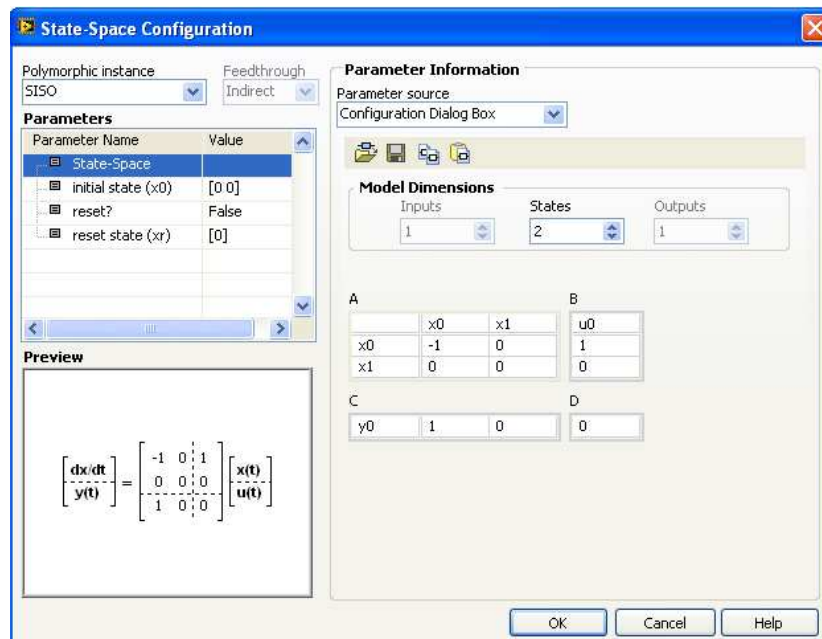 State-Space Configuration
Polymorphic instance
Feedthrough
SISO
Indirect
Parameters
Parameter Name Value
State-Space
initial state (x0) [0 0]
reset? False
reset state (xr) [0]
Preview
dx/dt
y(t)
=
-1 0 1
0 0 0
1 0 0
x(t)
u(t)
Parameter Information
Parameter source
Configuration Dialog Box
Model Dimensions
Inputs States Outputs
1 2 1
A B
x0 x1 u0
x0 -1 0 1
x1 0 0 0
C D
y0 1 0 0
OK Cancel Help